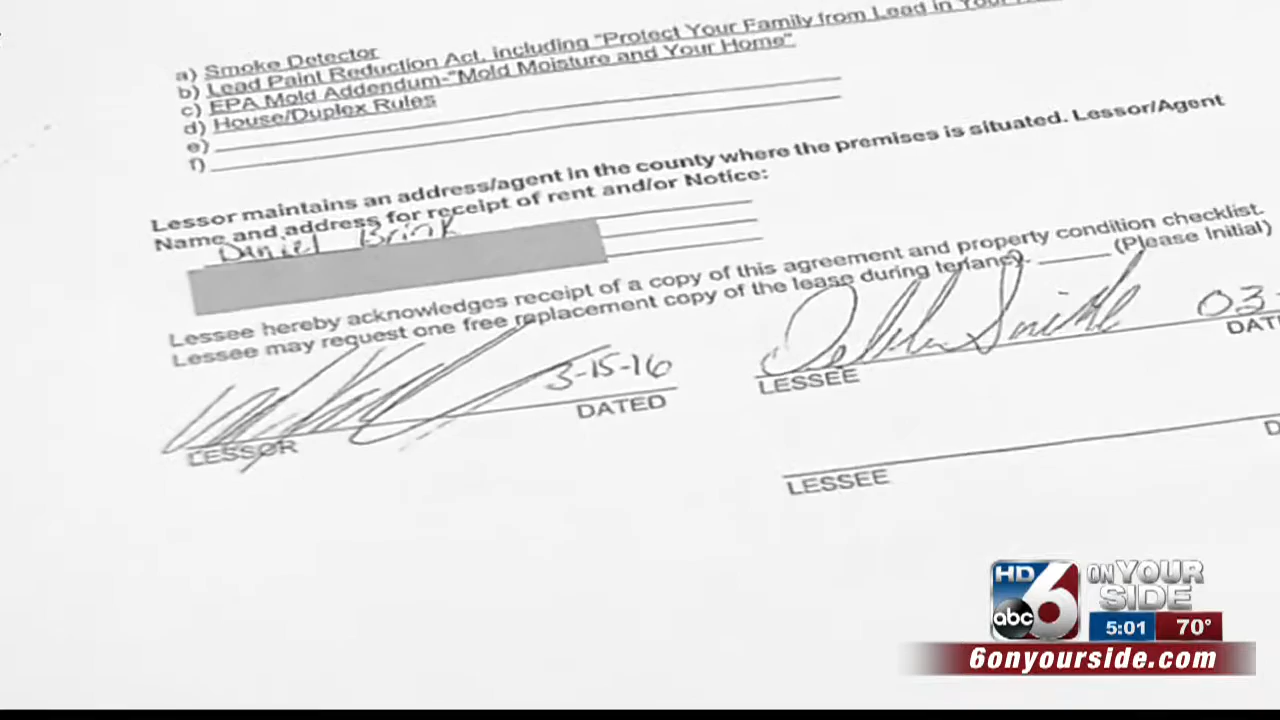 a) Smoke Detector
b) Lead Paint Reduction Act, including "Protect Your Family from Lead in Your
c) EPA Mold Addendum-"Mold Moisture and Your Home"
d) House/Duplex Rules
e)
f)
Lessor maintains an address/agent in the county where the premises is situated. Lessor/Agent
Name and address for receipt of rent and/or Notice:
Daniel Brink
Lessee hereby acknowledges receipt of a copy of this agreement and property condition checklist.
Lessee may request one free replacement copy of the lease during tenancy. (Please Initial)
3-15-16
LESSOR DATED
Smith 03-
LESSEE
LESSEE
HD
6
abc
ON YOUR
SIDE
5:01 70°
6onyourside.com